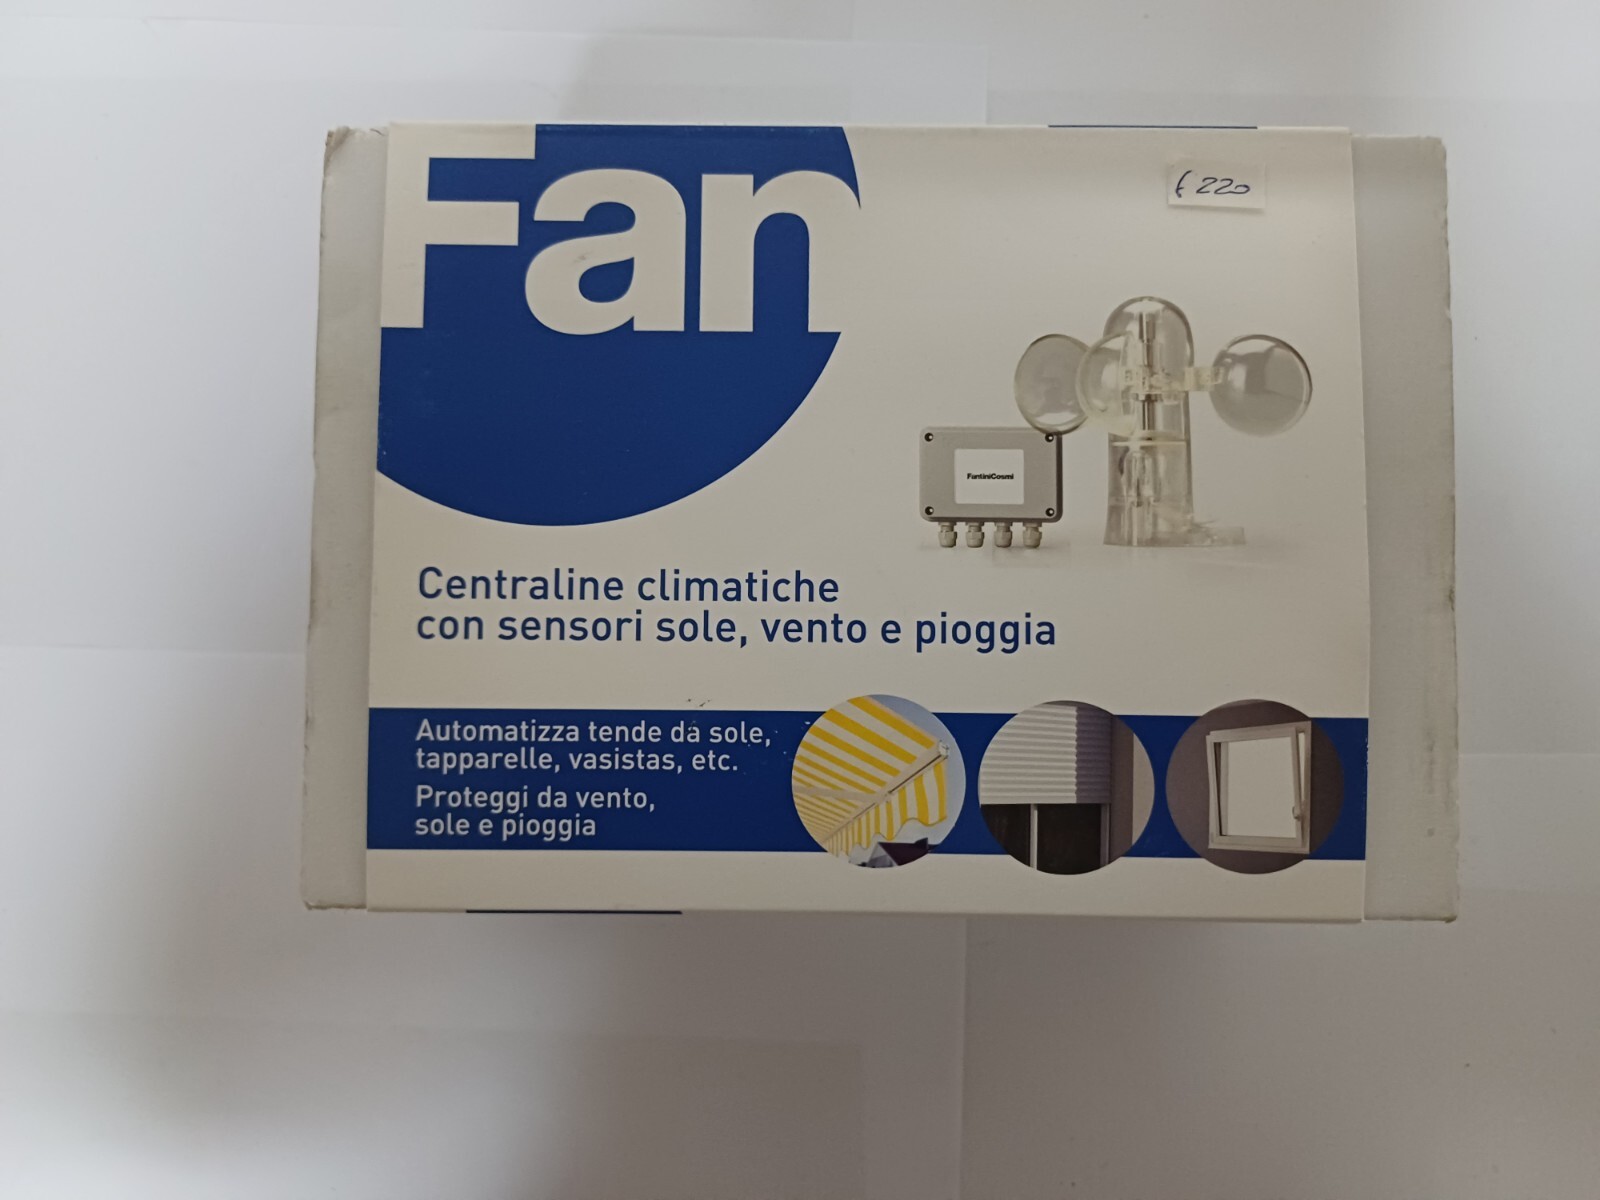 Fan
€ 220
FantiniCosmi
Centraline climatiche
con sensori sole, vento e pioggia
Automatizza tende da sole,
tapparelle, vasistas, etc.
Proteggi da vento,
sole e pioggia